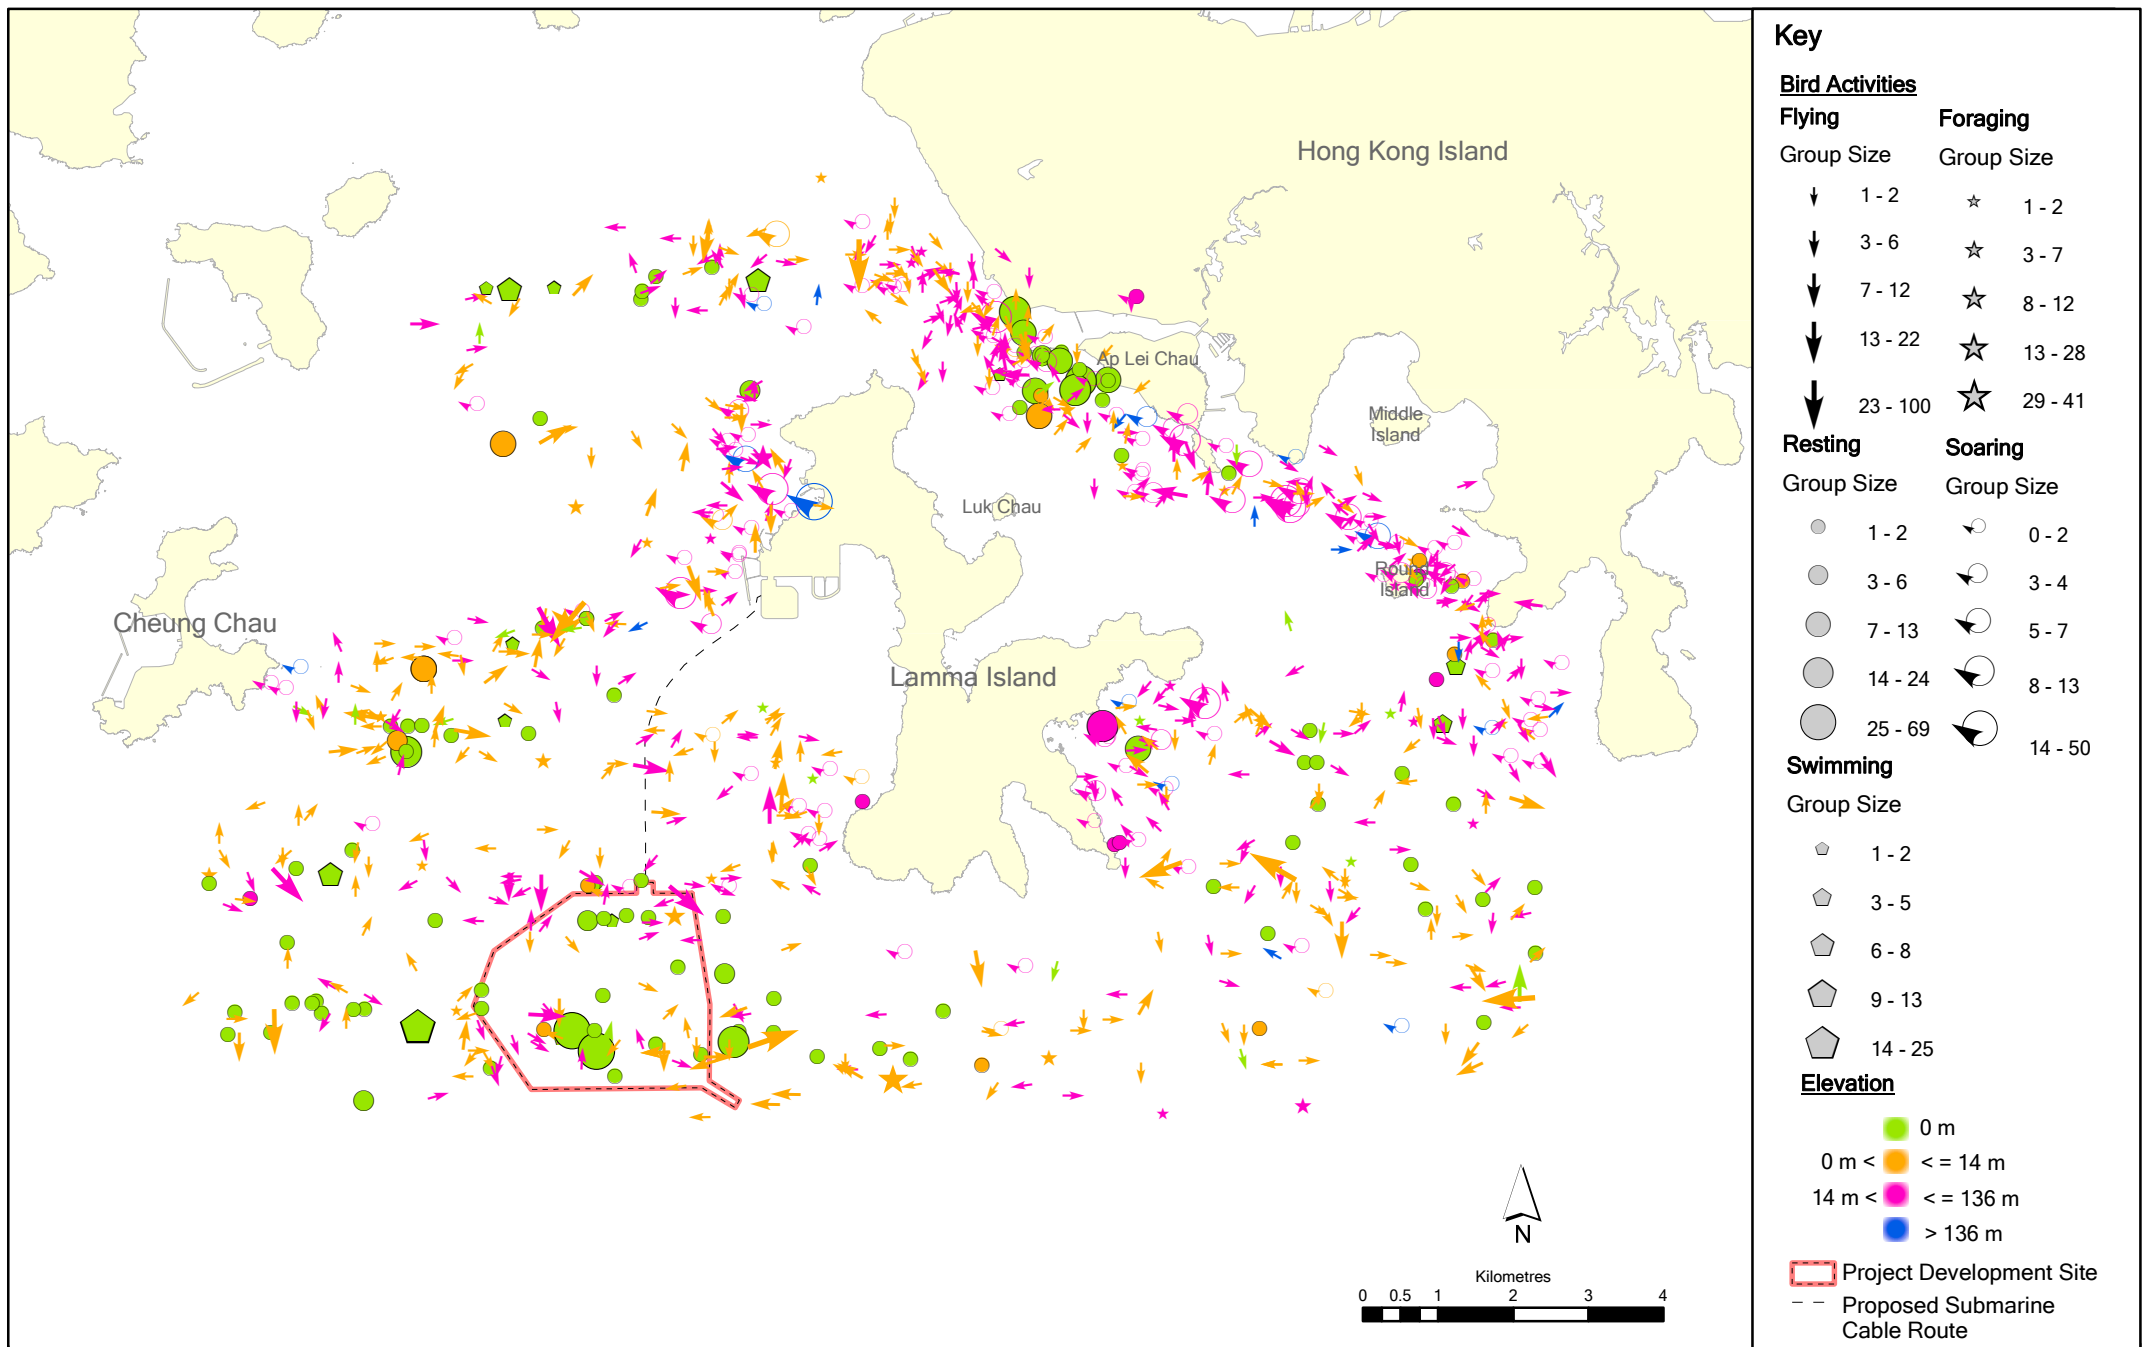 Hong Kong Island
Ap Lei Chau
Middle
Island
Luk Chau
Round
Island
Cheung Chau
Lamma Island
N
Kilometres
0 0.5 1 2 3 4
Key
Bird Activities
Flying
Group Size
1 - 2
3 - 6
7 - 12
13 - 22
23 - 100
Foraging
Group Size
1 - 2
3 - 7
8 - 12
13 - 28
29 - 41
Resting
Group Size
1 - 2
3 - 6
7 - 13
14 - 24
25 - 69
Soaring
Group Size
0 - 2
3 - 4
5 - 7
8 - 13
14 - 50
Swimming
Group Size
1 - 2
3 - 5
6 - 8
9 - 13
14 - 25
Elevation
0 m
0 m < < = 14 m
14 m < < = 136 m
> 136 m
Project Development Site
Proposed Submarine
Cable Route